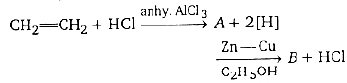 CH₂=CH₂ + HCl —anhy. AlCl₃→ A + 2[H]
—Zn—Cu / C₂H₅OH→ B + HCl